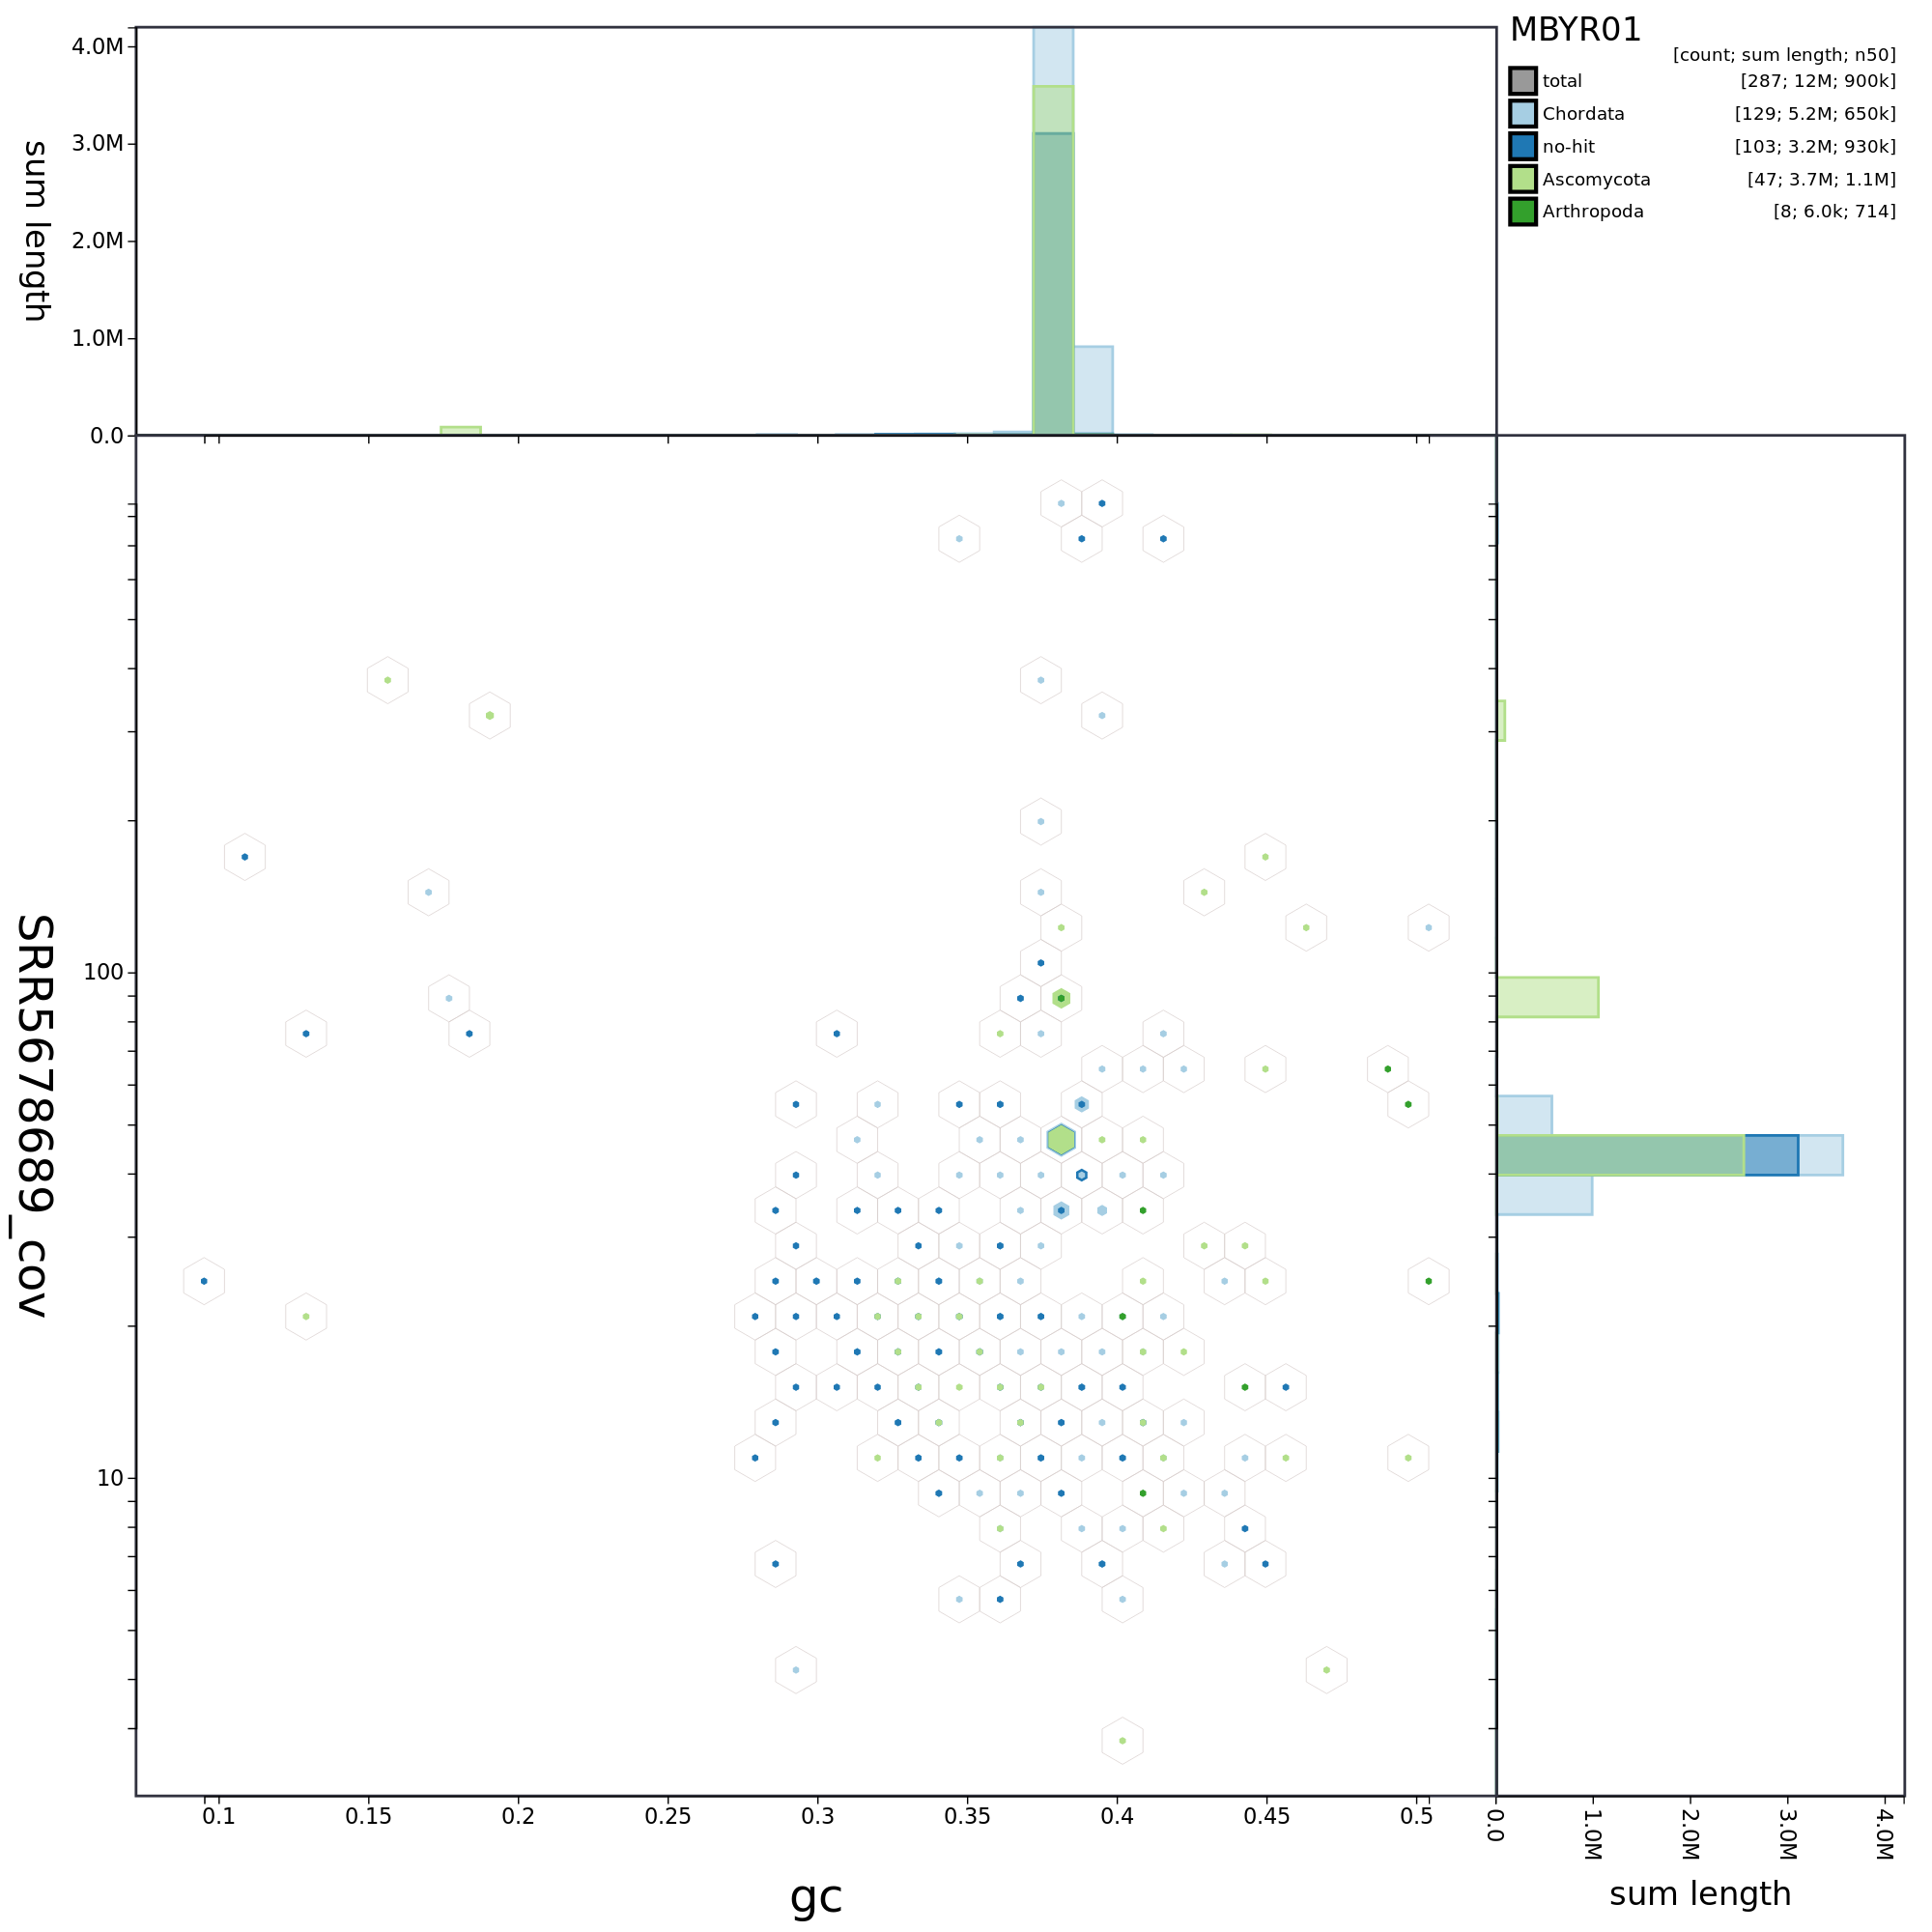 MBYR01
[count; sum length; n50]
total [287; 12M; 900k]
Chordata [129; 5.2M; 650k]
no-hit [103; 3.2M; 930k]
Ascomycota [47; 3.7M; 1.1M]
Arthropoda [8; 6.0k; 714]
sum length
4.0M
3.0M
2.0M
1.0M
0.0
SRR5678689_cov
100
10
0.1 0.15 0.2 0.25 0.3 0.35 0.4 0.45 0.5
gc
0.0 1.0M 2.0M 3.0M 4.0M
sum length